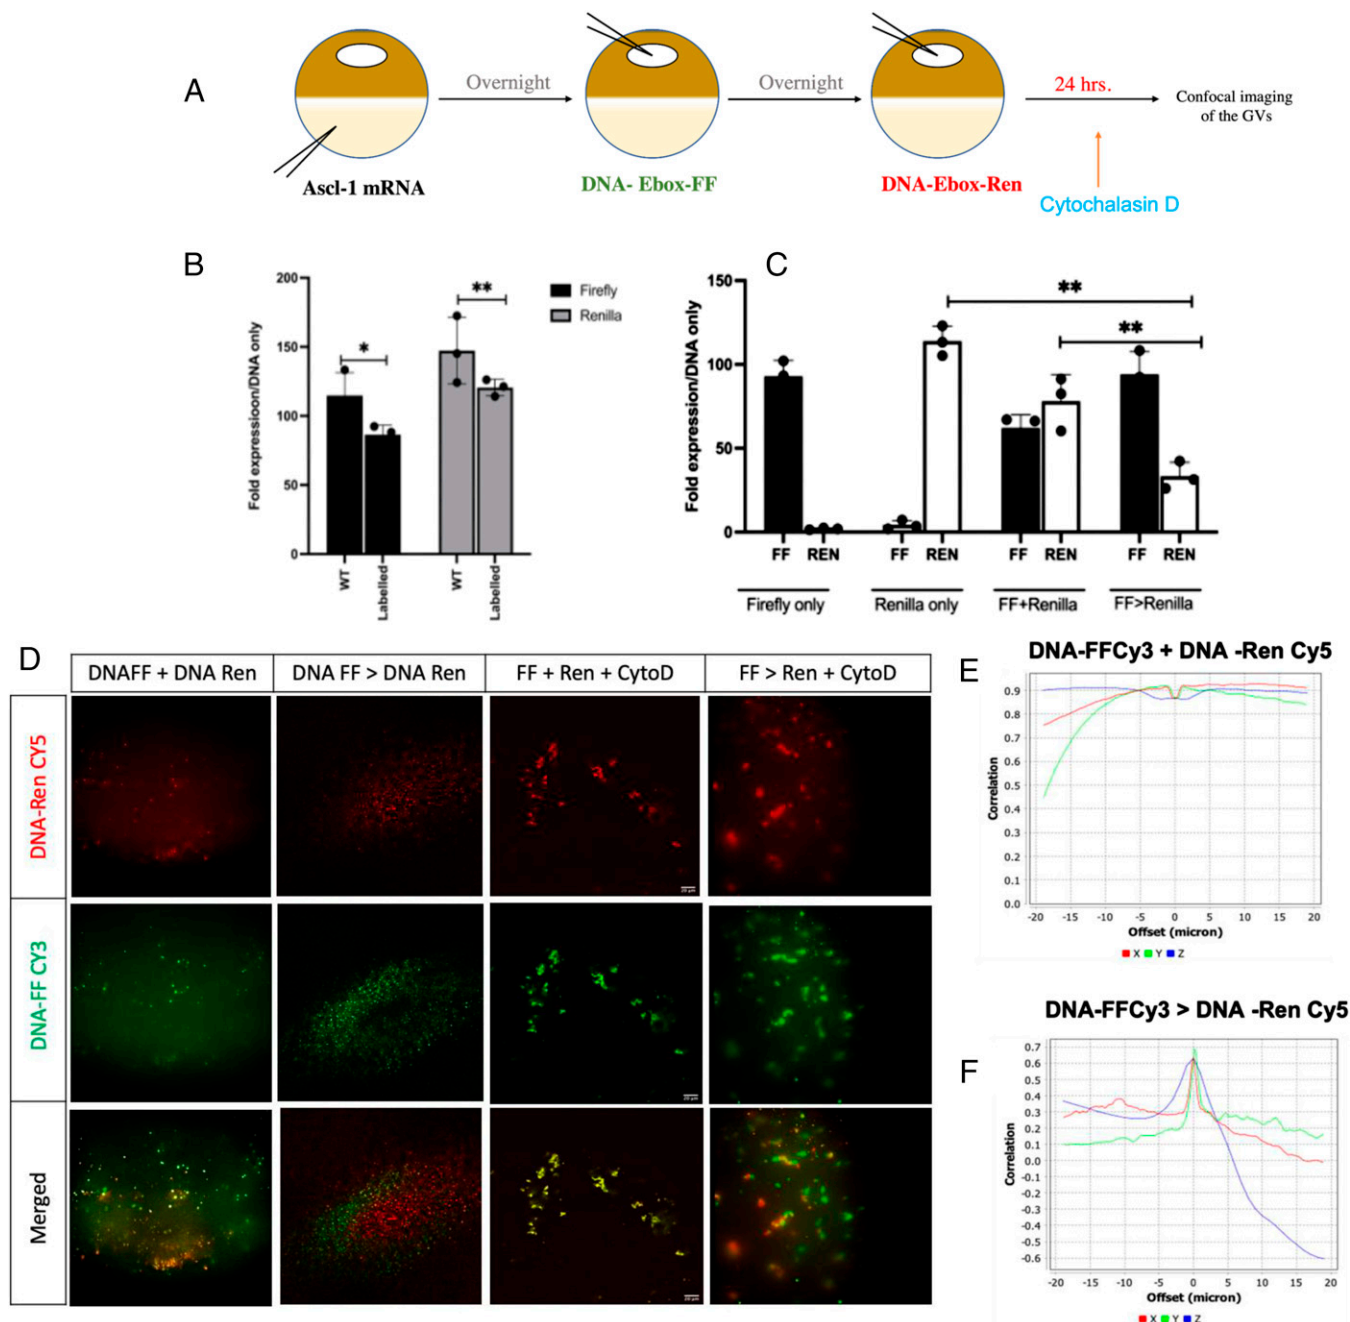 A
Overnight
Overnight
24 hrs.
Confocal imaging
of the GVs
Ascl-1 mRNA
DNA- Ebox-FF
DNA-Ebox-Ren
Cytochalasin D
B
Fold expressioon/DNA only
200
150
100
50
0
*
**
Firefly
Renilla
WT
Labelled
WT
Labelled
C
Fold expression/DNA only
150
100
50
0
**
**
FF REN FF REN FF REN FF REN
Firefly only Renilla only FF+Renilla FF>Renilla
D
DNAFF + DNA Ren DNA FF > DNA Ren FF + Ren + CytoD FF > Ren + CytoD
DNA-Ren CY5
20 µm
DNA-FF CY3
20 µm
Merged
20 µm
E
DNA-FFCy3 + DNA -Ren Cy5
Correlation
0.9
0.8
0.7
0.6
0.5
0.4
0.3
0.2
0.1
0.0
-20 -15 -10 -5 0 5 10 15 20
Offset (micron)
X Y Z
F
DNA-FFCy3 > DNA -Ren Cy5
Correlation
0.7
0.6
0.5
0.4
0.3
0.2
0.1
0.0
-0.1
-0.2
-0.3
-0.4
-0.5
-0.6
-20 -15 -10 -5 0 5 10 15 20
Offset (micron)
X Y Z